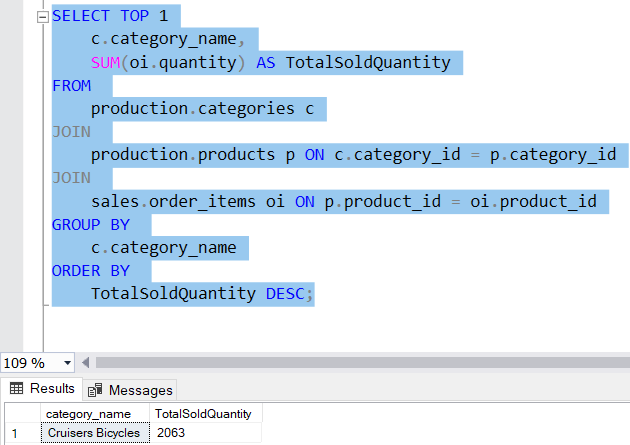 SELECT TOP 1
c.category_name,
SUM(oi.quantity) AS TotalSoldQuantity
FROM
production.categories c
JOIN
production.products p ON c.category_id = p.category_id
JOIN
sales.order_items oi ON p.product_id = oi.product_id
GROUP BY
c.category_name
ORDER BY
TotalSoldQuantity DESC;
109 %
Results Messages
category_name TotalSoldQuantity
1 Cruisers Bicycles 2063